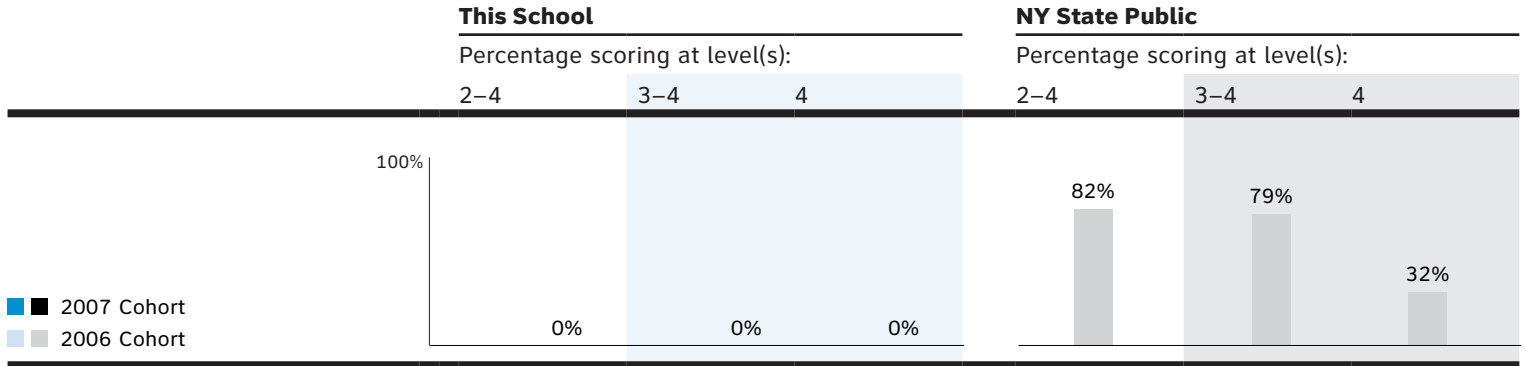 This School
NY State Public
Percentage scoring at level(s):
Percentage scoring at level(s):
2–4 3–4 4
2–4 3–4 4
100%
82%
79%
32%
0% 0% 0%
2007 Cohort
2006 Cohort